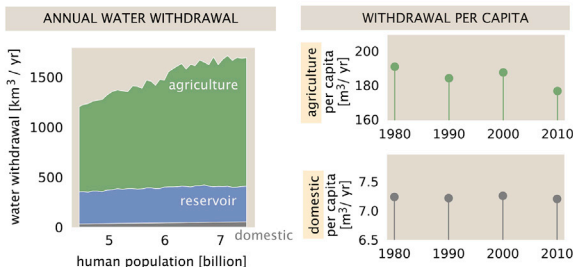 ANNUAL WATER WITHDRAWAL
water withdrawal [km3 / yr]
1500
1000
500
0
agriculture
reservoir
domestic
5 6 7
human population [billion]
WITHDRAWAL PER CAPITA
agriculture
per capita
[m3/ yr]
200
180
160
1980 1990 2000 2010
domestic
per capita
[m3/ yr]
7.5
7.0
6.5
1980 1990 2000 2010